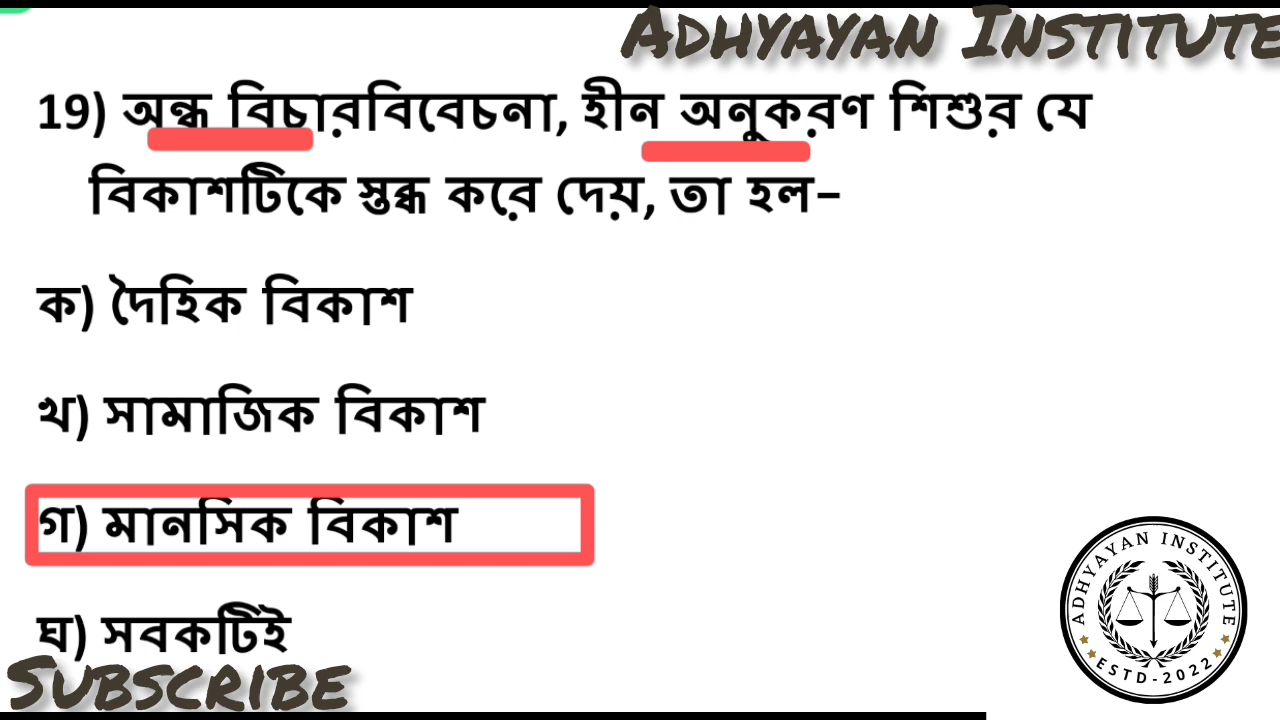 ADHYAYAN INSTITUTE
19) অন্ধ বিচারবিবেচনা, হীন অনুকরণ শিশুর যে
বিকাশটিকে স্তব্ধ করে দেয়, তা হল–
ক) দৈহিক বিকাশ
খ) সামাজিক বিকাশ
গ) মানসিক বিকাশ
ঘ) সবকটিই
SUBSCRIBE
ADHYAYAN INSTITUTE
ESTD-2022